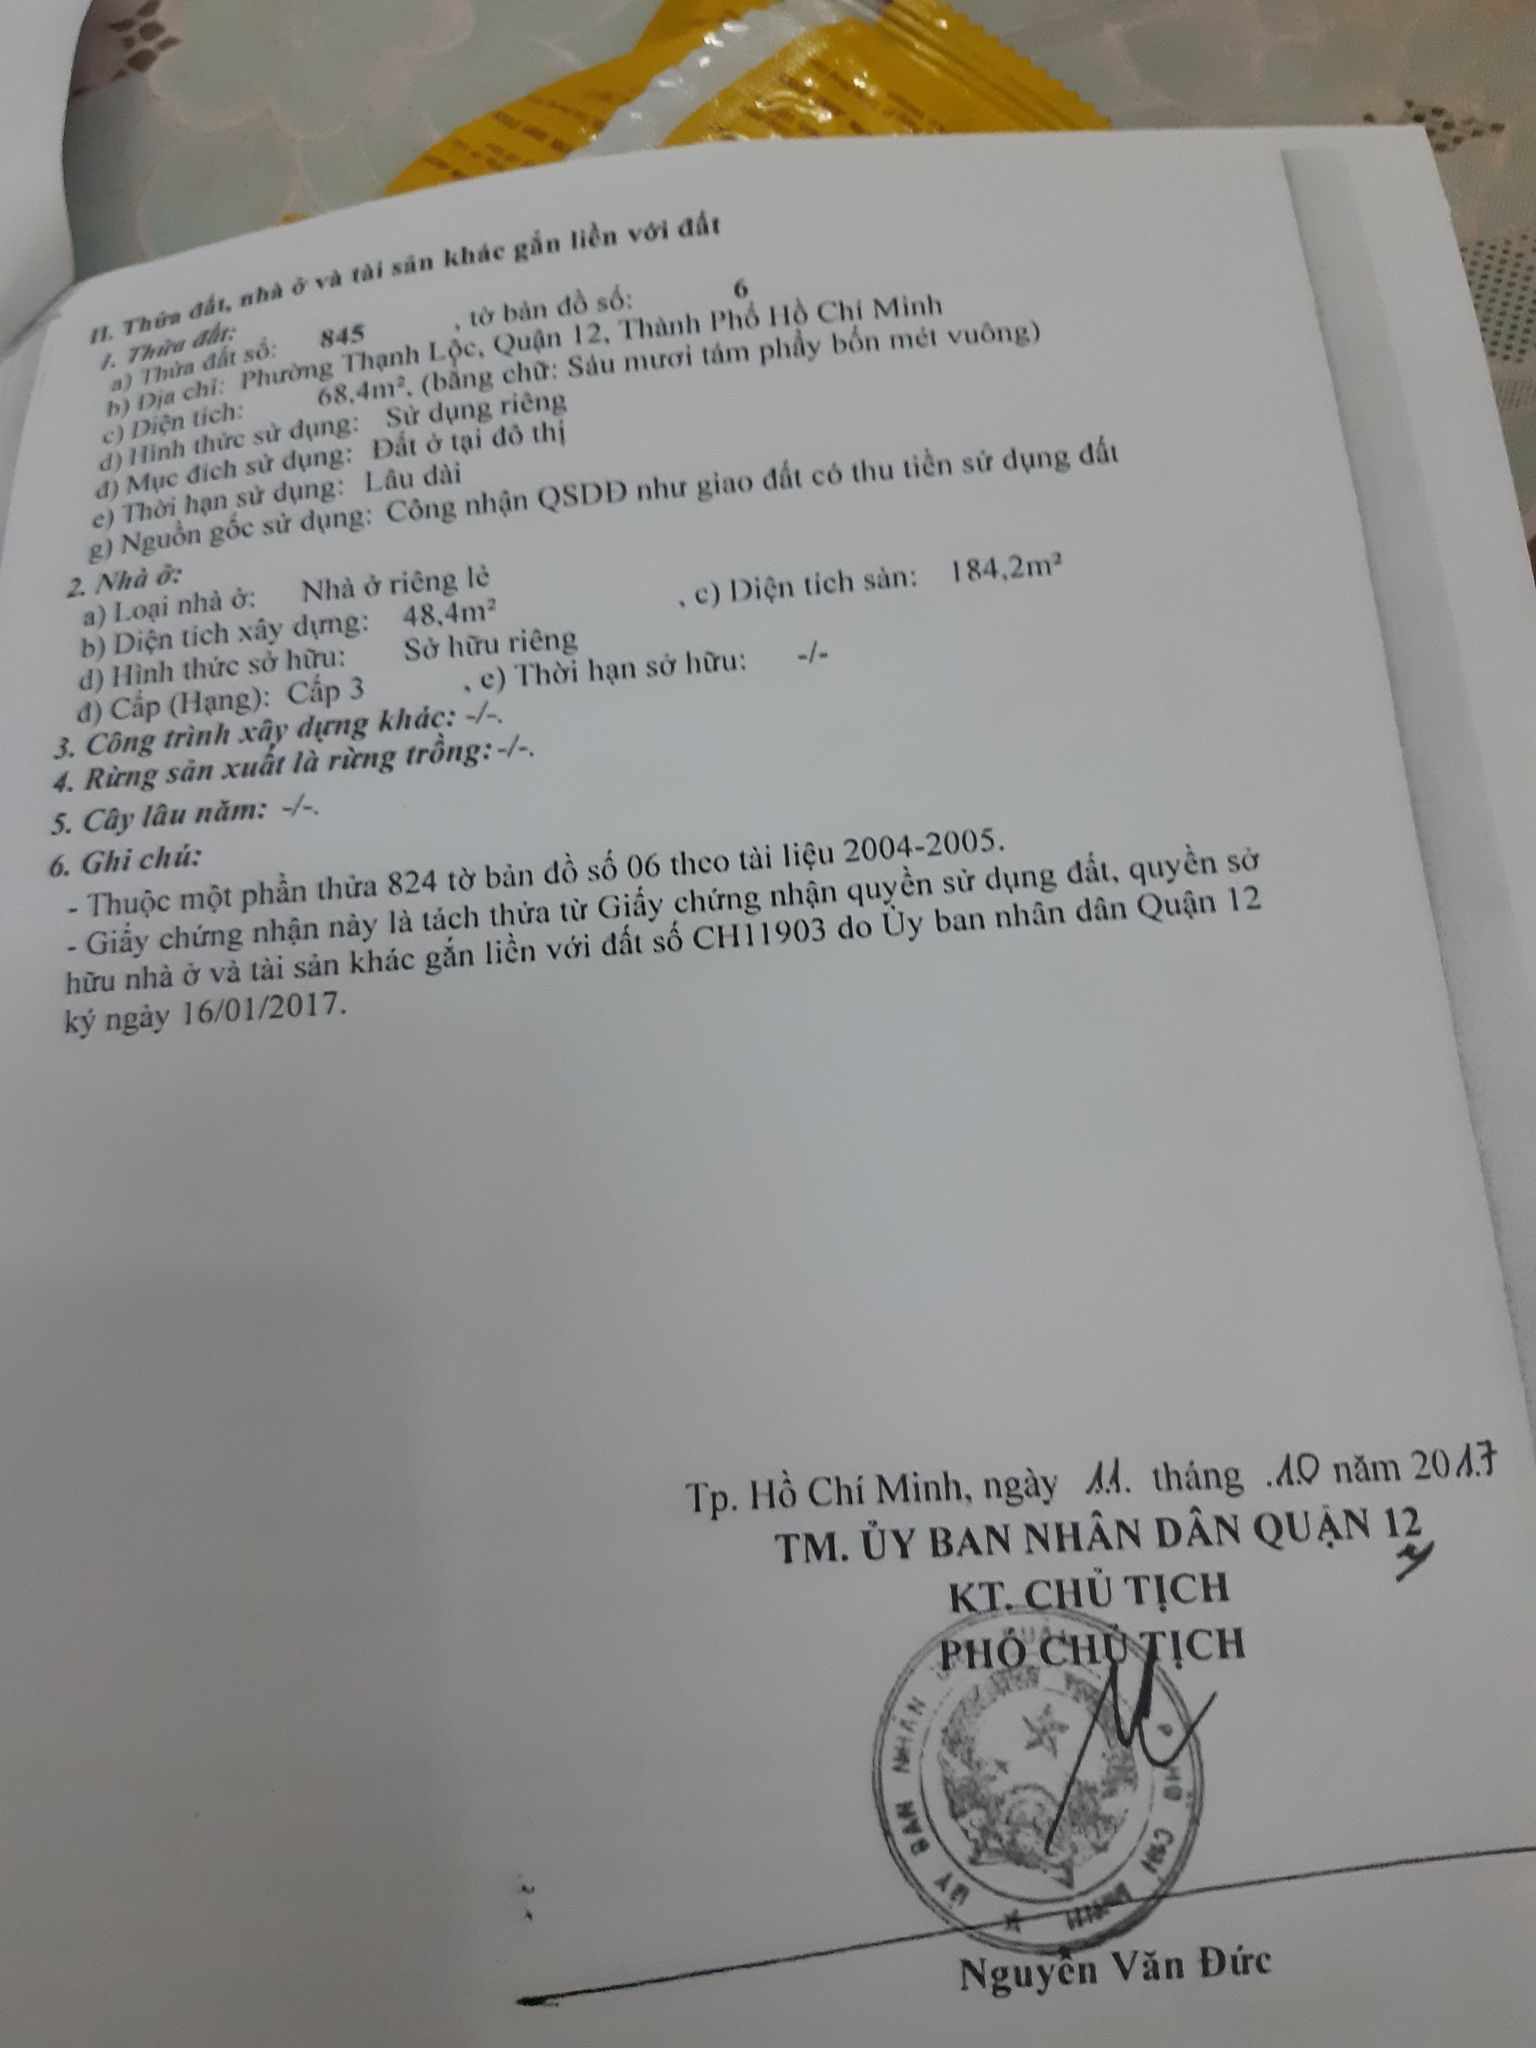 II. Thửa đất, nhà ở và tài sản khác gắn liền với đất
1. Thửa đất:
a) Thửa đất số: 845 , tờ bản đồ số: 6
b) Địa chỉ: Phường Thạnh Lộc, Quận 12, Thành Phố Hồ Chí Minh
c) Diện tích: 68,4m². (bằng chữ: Sáu mươi tám phẩy bốn mét vuông)
d) Hình thức sử dụng: Sử dụng riêng
đ) Mục đích sử dụng: Đất ở tại đô thị
e) Thời hạn sử dụng: Lâu dài
g) Nguồn gốc sử dụng: Công nhận QSDĐ như giao đất có thu tiền sử dụng đất
2. Nhà ở:
a) Loại nhà ở: Nhà ở riêng lẻ
b) Diện tích xây dựng: 48,4m² , c) Diện tích sàn: 184,2m²
d) Hình thức sở hữu: Sở hữu riêng
đ) Cấp (Hạng): Cấp 3 , e) Thời hạn sở hữu: -/-
3. Công trình xây dựng khác: -/-.
4. Rừng sản xuất là rừng trồng: -/-.
5. Cây lâu năm: -/-.
6. Ghi chú:
- Thuộc một phần thửa 824 tờ bản đồ số 06 theo tài liệu 2004-2005.
- Giấy chứng nhận này là tách thửa từ Giấy chứng nhận quyền sử dụng đất, quyền sở
hữu nhà ở và tài sản khác gắn liền với đất số CH11903 do Ủy ban nhân dân Quận 12
ký ngày 16/01/2017.
Tp. Hồ Chí Minh, ngày 11. tháng .10 năm 2017
TM. ỦY BAN NHÂN DÂN QUẬN 12
KT. CHỦ TỊCH
PHÓ CHỦ TỊCH
ỦY BAN NHÂN
Nguyễn Văn Đức